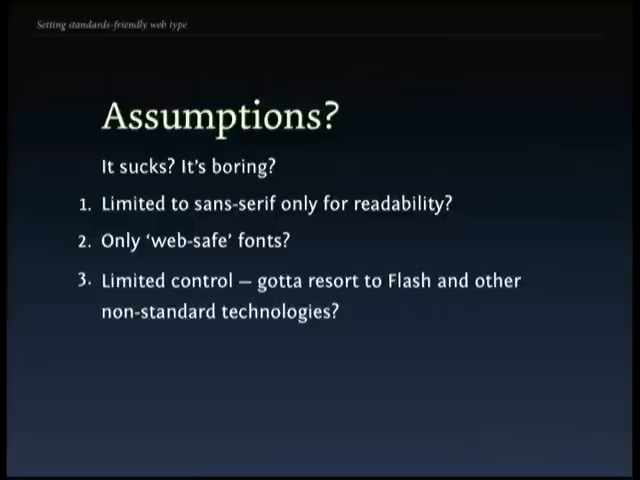 Setting standards-friendly web type
Assumptions?
It sucks? It’s boring?
1. Limited to sans-serif only for readability?
2. Only ‘web-safe’ fonts?
3. Limited control – gotta resort to Flash and other
non-standard technologies?